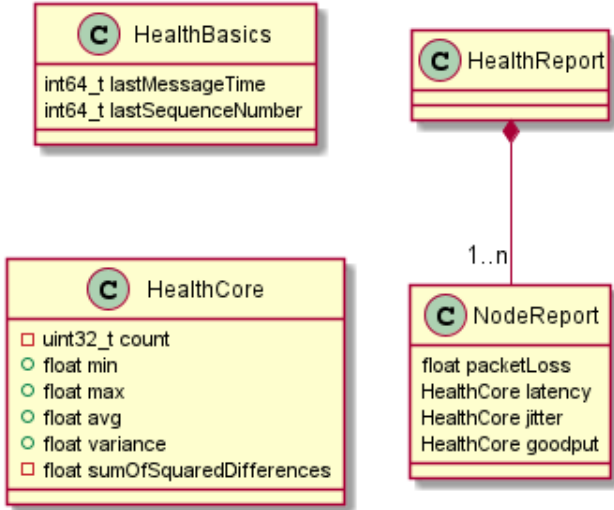 C HealthBasics
int64_t lastMessageTime
int64_t lastSequenceNumber
C HealthReport
1..n
C HealthCore
uint32_t count
float min
float max
float avg
float variance
float sumOfSquaredDifferences
C NodeReport
float packetLoss
HealthCore latency
HealthCore jitter
HealthCore goodput